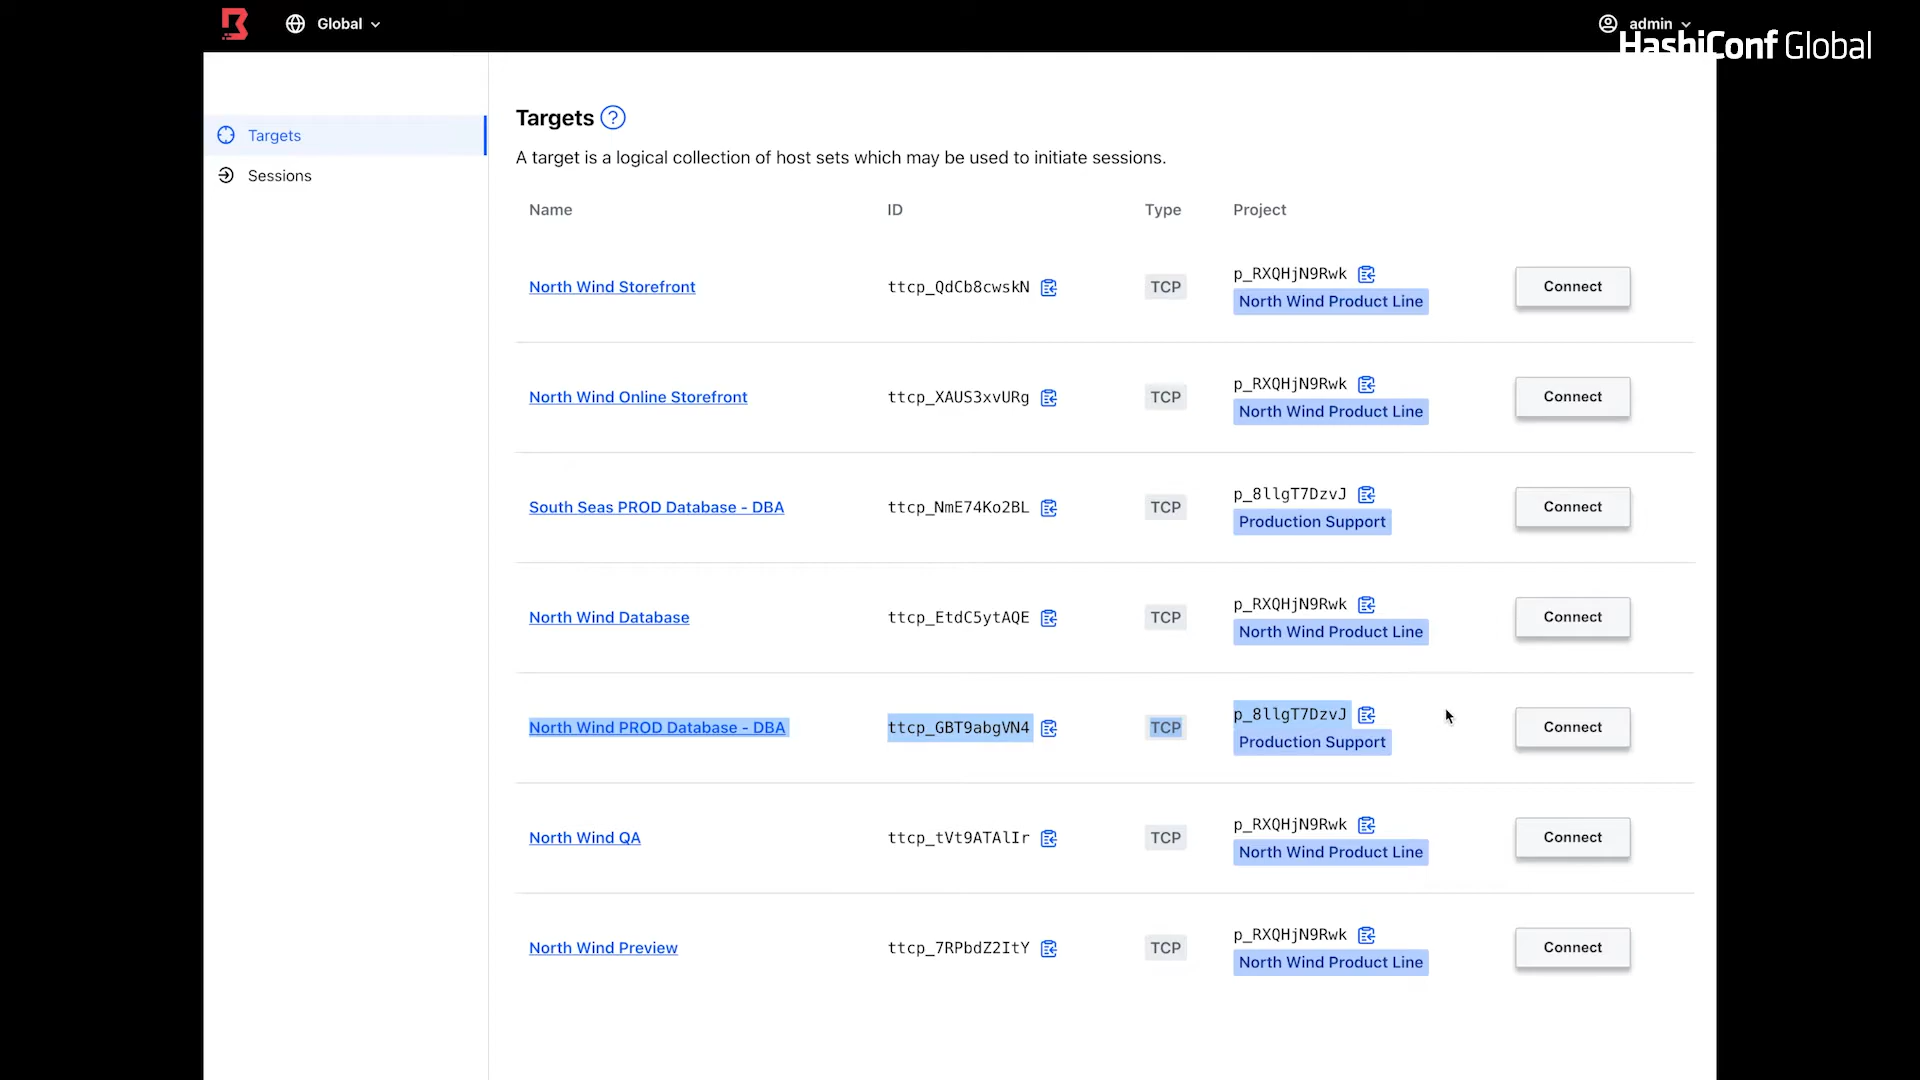 Global
admin
HashiConf Global
Targets
Sessions
Targets ?
A target is a logical collection of host sets which may be used to initiate sessions.
Name ID Type Project
North Wind Storefront ttcp_QdCb8cwskN TCP p_RXQHjN9Rwk
North Wind Product Line
Connect
North Wind Online Storefront ttcp_XAUS3xvURg TCP p_RXQHjN9Rwk
North Wind Product Line
Connect
South Seas PROD Database - DBA ttcp_NmE74Ko2BL TCP p_8llgT7DzvJ
Production Support
Connect
North Wind Database ttcp_EtdC5ytAQE TCP p_RXQHjN9Rwk
North Wind Product Line
Connect
North Wind PROD Database - DBA ttcp_GBT9abgVN4 TCP p_8llgT7DzvJ
Production Support
Connect
North Wind QA ttcp_tVt9ATAlIr TCP p_RXQHjN9Rwk
North Wind Product Line
Connect
North Wind Preview ttcp_7RPbdZ2ItY TCP p_RXQHjN9Rwk
North Wind Product Line
Connect